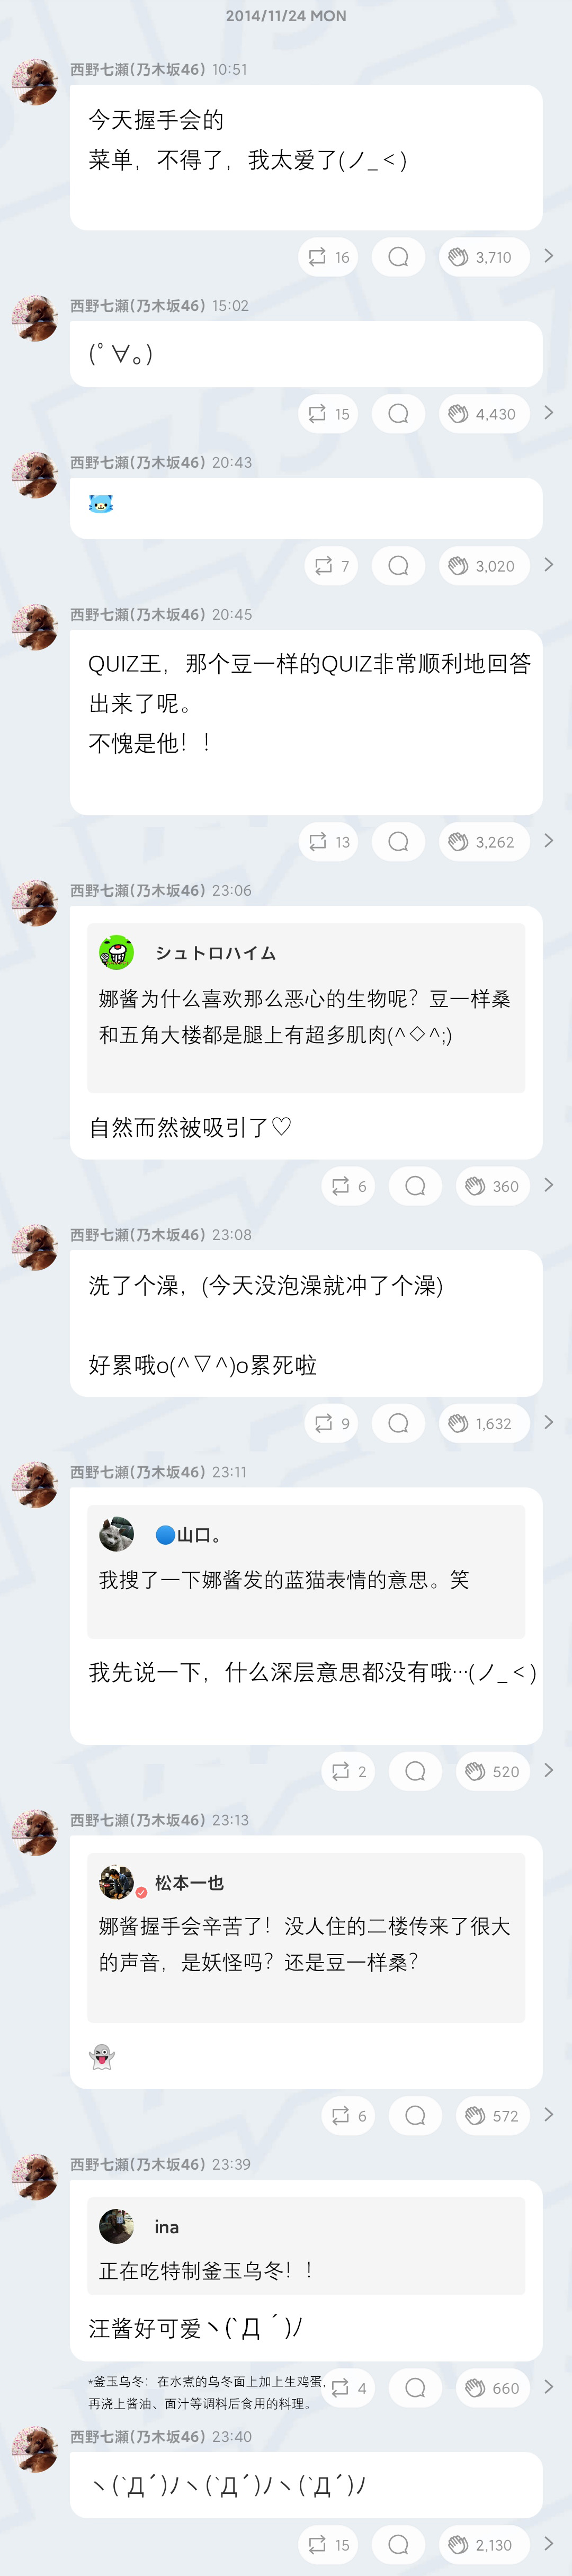 2014/11/24 MON
西野七瀬(乃木坂46) 10:51
今天握手会的
菜单，不得了，我太爱了(ノ_＜)
16
3,710
西野七瀬(乃木坂46) 15:02
(ﾟ∀｡)
15
4,430
西野七瀬(乃木坂46) 20:43
7
3,020
西野七瀬(乃木坂46) 20:45
QUIZ王，那个豆一样的QUIZ非常顺利地回答
出来了呢。
不愧是他！！
13
3,262
西野七瀬(乃木坂46) 23:06
シュトロハイム
娜酱为什么喜欢那么恶心的生物呢？豆一样桑
和五角大楼都是腿上有超多肌肉(^◇^;)
自然而然被吸引了♡
6
360
西野七瀬(乃木坂46) 23:08
洗了个澡，(今天没泡澡就冲了个澡)
好累哦o(^▽^)o累死啦
9
1,632
西野七瀬(乃木坂46) 23:11
🔵山口。
我搜了一下娜酱发的蓝猫表情的意思。笑
我先说一下，什么深层意思都没有哦…(ノ_＜)
2
520
西野七瀬(乃木坂46) 23:13
松本一也
娜酱握手会辛苦了！没人住的二楼传来了很大
的声音，是妖怪吗？还是豆一样桑？
👻
6
572
西野七瀬(乃木坂46) 23:39
ina
正在吃特制釜玉乌冬！！
汪酱好可爱ヽ(`Д´)ﾉ
*釜玉乌冬：在水煮的乌冬面上加上生鸡蛋，
再浇上酱油、面汁等调料后食用的料理。
4
660
西野七瀬(乃木坂46) 23:40
ヽ(`Д´)ﾉヽ(`Д´)ﾉヽ(`Д´)ﾉ
15
2,130